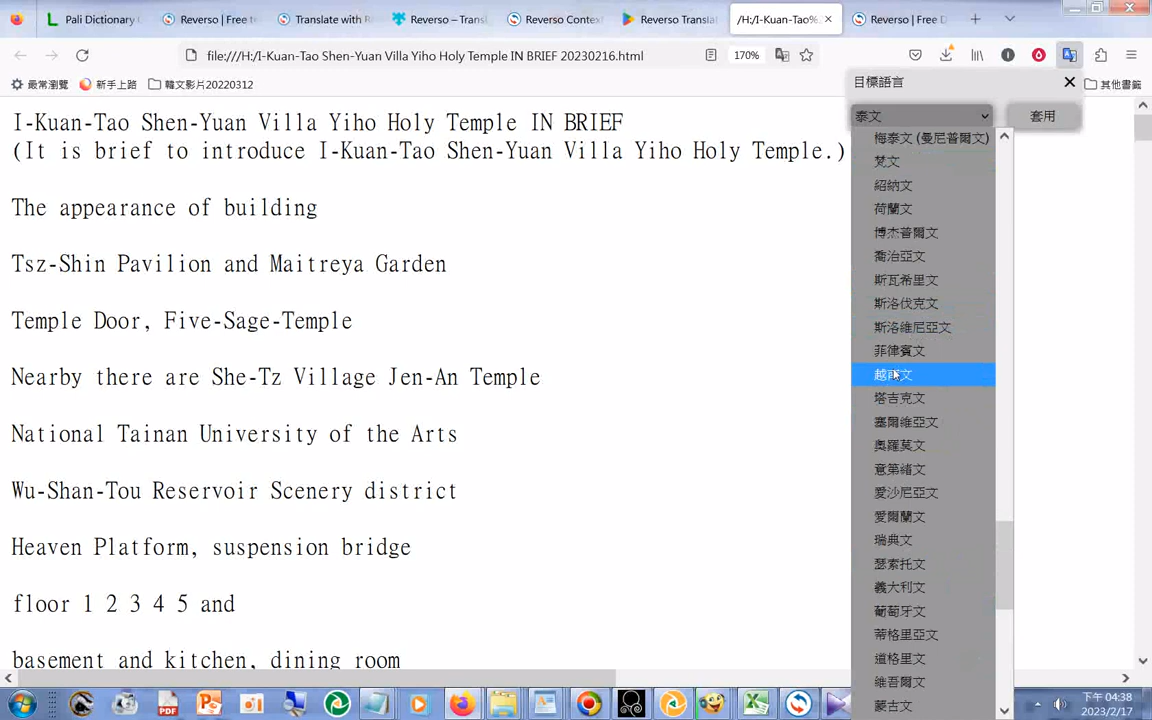 Pali Dictionary
Reverso | Free t
Translate with R
Reverso – Trans
Reverso Context
Reverso Transla
/H:/I-Kuan-Tao%
Reverso | Free D
file:///H:/I-Kuan-Tao Shen-Yuan Villa Yiho Holy Temple IN BRIEF 20230216.html
170%
最常瀏覽
新手上路
韓文影片20220312
其他書籤
目標語言
泰文
套用
I-Kuan-Tao Shen-Yuan Villa Yiho Holy Temple IN BRIEF
(It is brief to introduce I-Kuan-Tao Shen-Yuan Villa Yiho Holy Temple.)
The appearance of building
Tsz-Shin Pavilion and Maitreya Garden
Temple Door, Five-Sage-Temple
Nearby there are She-Tz Village Jen-An Temple
National Tainan University of the Arts
Wu-Shan-Tou Reservoir Scenery district
Heaven Platform, suspension bridge
floor 1 2 3 4 5 and
basement and kitchen, dining room
梅泰文 (曼尼普爾文)
梵文
紹納文
荷蘭文
博杰普爾文
喬治亞文
斯瓦希里文
斯洛伐克文
斯洛維尼亞文
菲律賓文
越南文
塔吉克文
塞爾維亞文
奧羅莫文
意第緒文
愛沙尼亞文
愛爾蘭文
瑞典文
瑟索托文
義大利文
葡萄牙文
蒂格里亞文
道格里文
維吾爾文
蒙古文
PDF
下午 04:38
2023/2/17